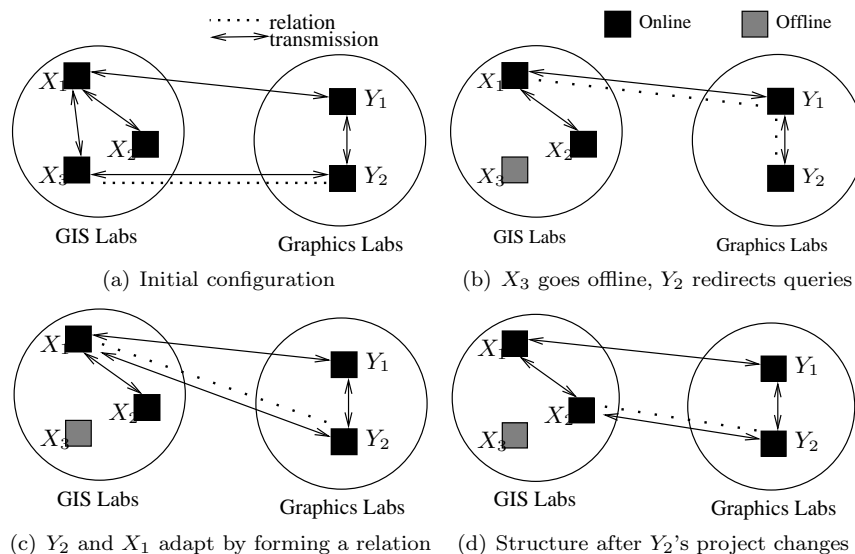 relation
transmission
Online
Offline
X₁
X₂
X₃
Y₁
Y₂
GIS Labs
Graphics Labs
(a) Initial configuration
X₁
X₂
X₃
Y₁
Y₂
GIS Labs
Graphics Labs
(b) X₃ goes offline, Y₂ redirects queries
X₁
X₂
X₃
Y₁
Y₂
GIS Labs
Graphics Labs
(c) Y₂ and X₁ adapt by forming a relation
X₁
X₂
X₃
Y₁
Y₂
GIS Labs
Graphics Labs
(d) Structure after Y₂'s project changes